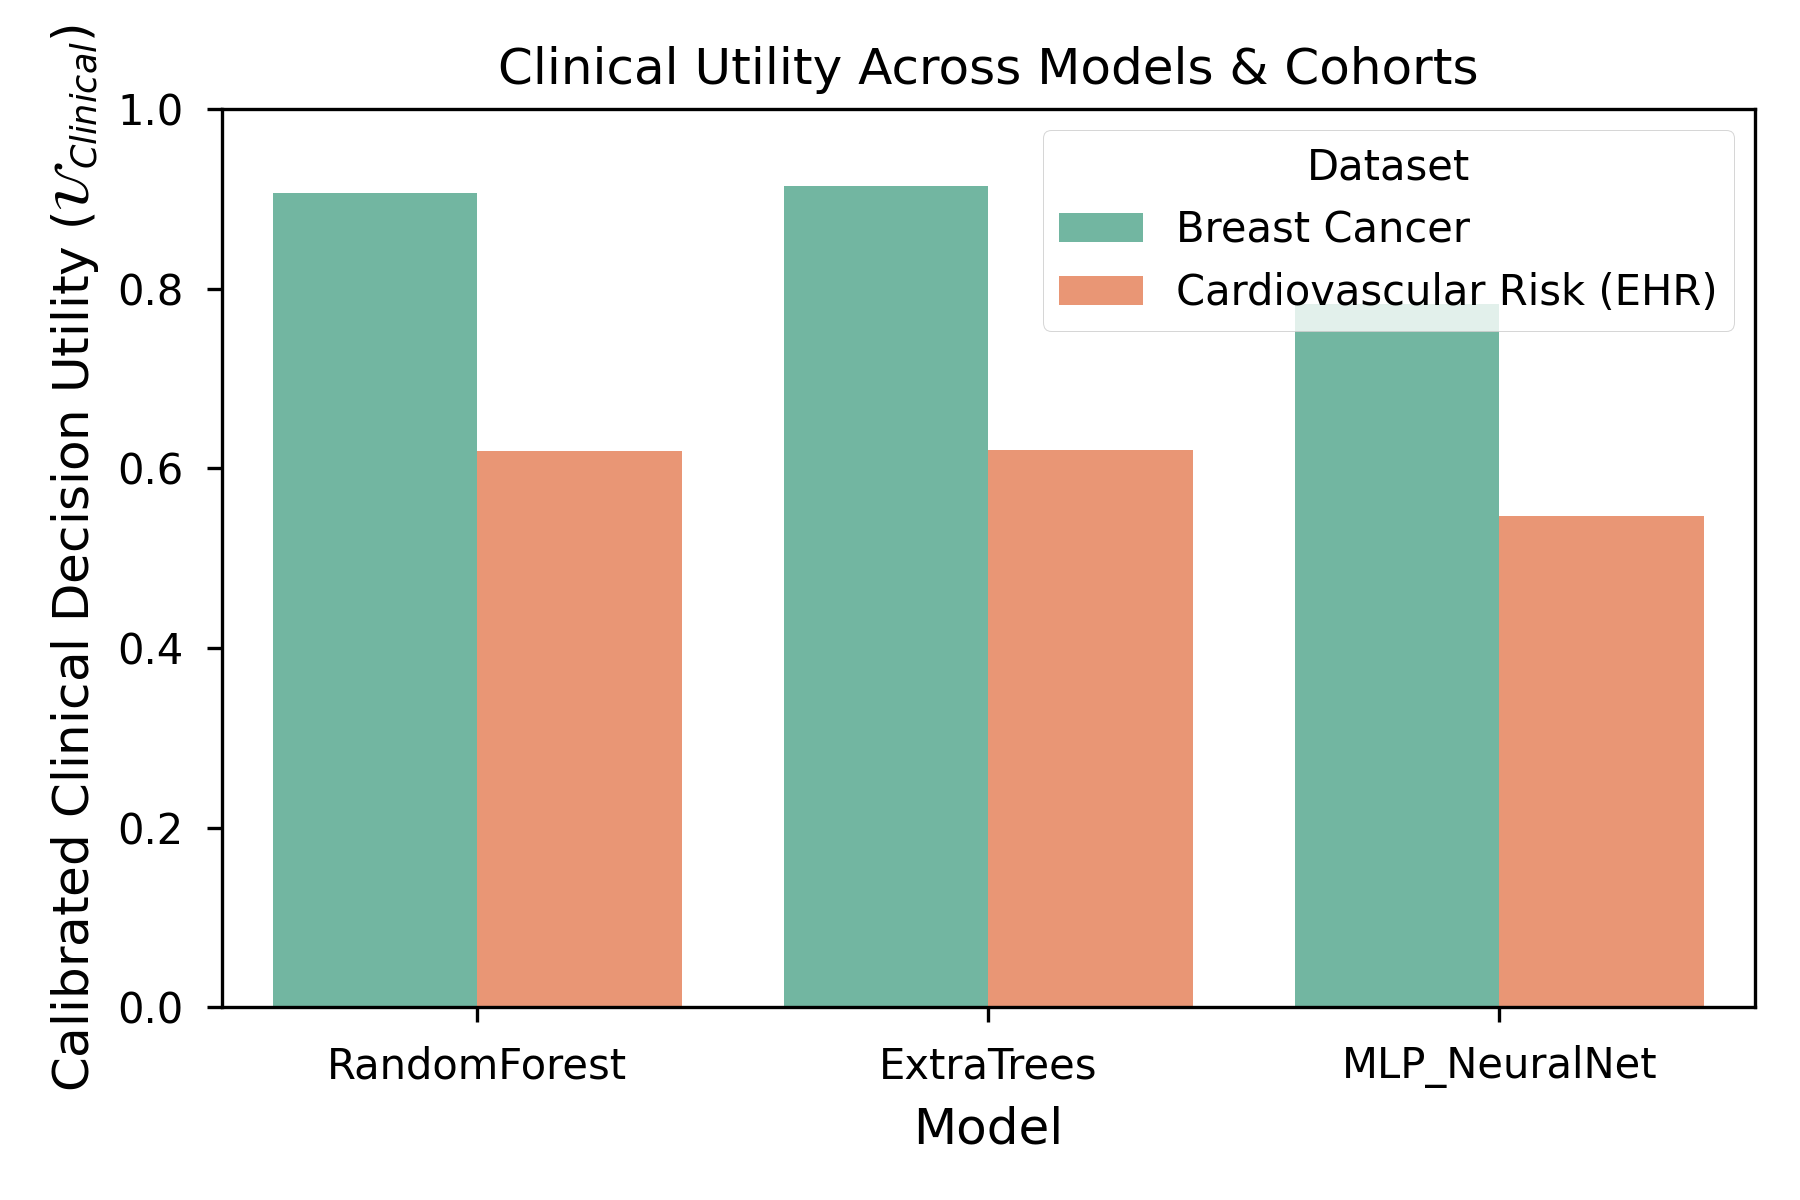 Clinical Utility Across Models & Cohorts
Calibrated Clinical Decision Utility (𝒰Clinical)
1.0
0.8
0.6
0.4
0.2
0.0
Dataset
Breast Cancer
Cardiovascular Risk (EHR)
RandomForest
ExtraTrees
MLP_NeuralNet
Model